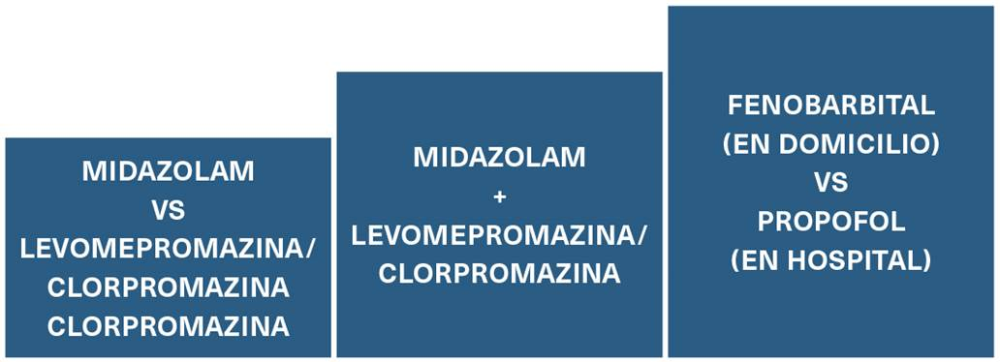 MIDAZOLAM
VS
LEVOMEPROMAZINA/
CLORPROMAZINA
CLORPROMAZINA
MIDAZOLAM
+
LEVOMEPROMAZINA/
CLORPROMAZINA
FENOBARBITAL
(EN DOMICILIO)
VS
PROPOFOL
(EN HOSPITAL)